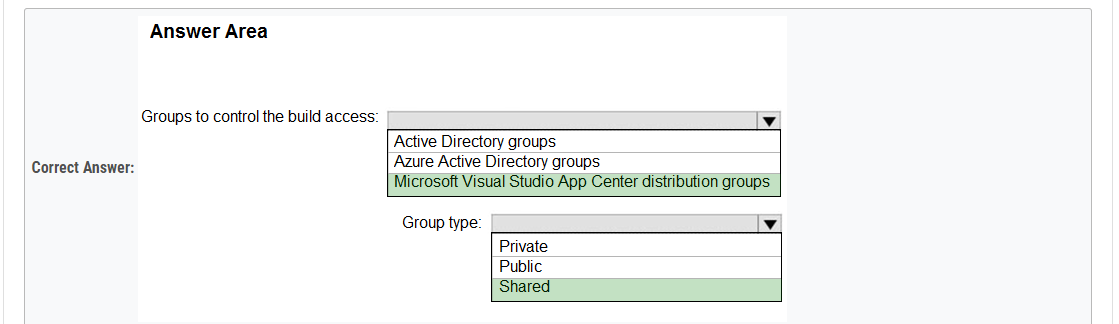 Answer Area
Groups to control the build access:
Active Directory groups
Azure Active Directory groups
Correct Answer:
Microsoft Visual Studio App Center distribution groups
Group type:
Private
Public
Shared